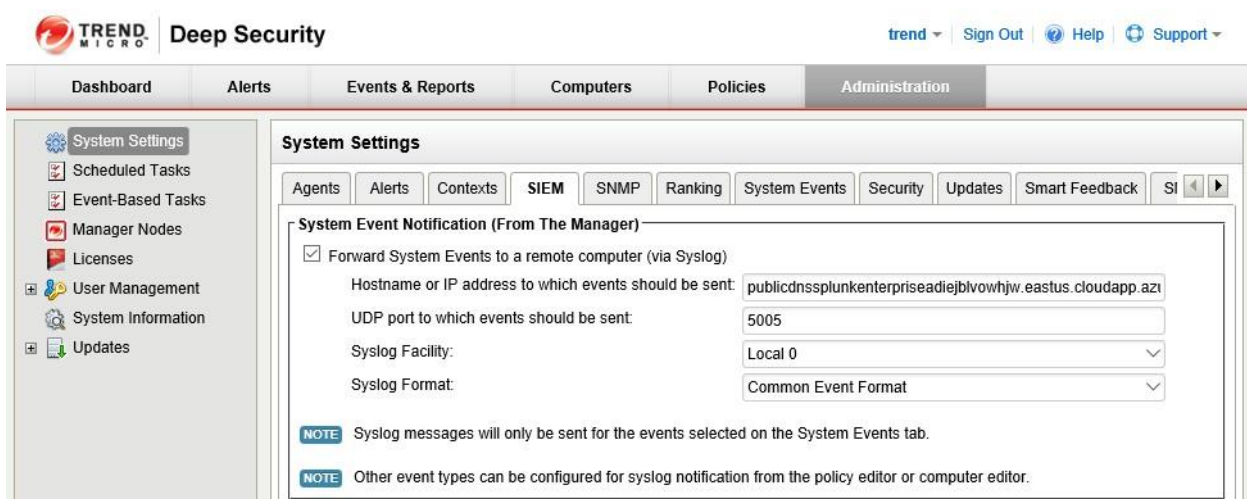 TREND MICRO Deep Security
trend Sign Out Help Support
Dashboard Alerts Events & Reports Computers Policies Administration
System Settings
Scheduled Tasks
Event-Based Tasks
Manager Nodes
Licenses
User Management
System Information
Updates
System Settings
Agents Alerts Contexts SIEM SNMP Ranking System Events Security Updates Smart Feedback
System Event Notification (From The Manager)
Forward System Events to a remote computer (via Syslog)
Hostname or IP address to which events should be sent: publicdnssplunkenterpriseadiejblvowhjw.eastus.cloudapp.azu
UDP port to which events should be sent: 5005
Syslog Facility: Local 0
Syslog Format: Common Event Format
NOTE Syslog messages will only be sent for the events selected on the System Events tab.
NOTE Other event types can be configured for syslog notification from the policy editor or computer editor.